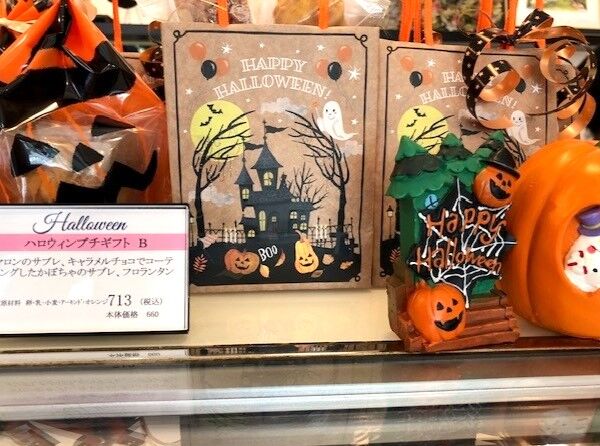 HAPPY
HALLOWEEN!
BOO
HAPPY
HALLOWEEN!
Happy
Halloween
Halloween
ハロウィンプチギフト B
マロンのサブレ、キャラメルチョコでコーテ
ングしたかぼちゃのサブレ、フロランタン
原材料 卵・乳・小麦・アーモンド・オレンジ 713 (税込)
本体価格 660